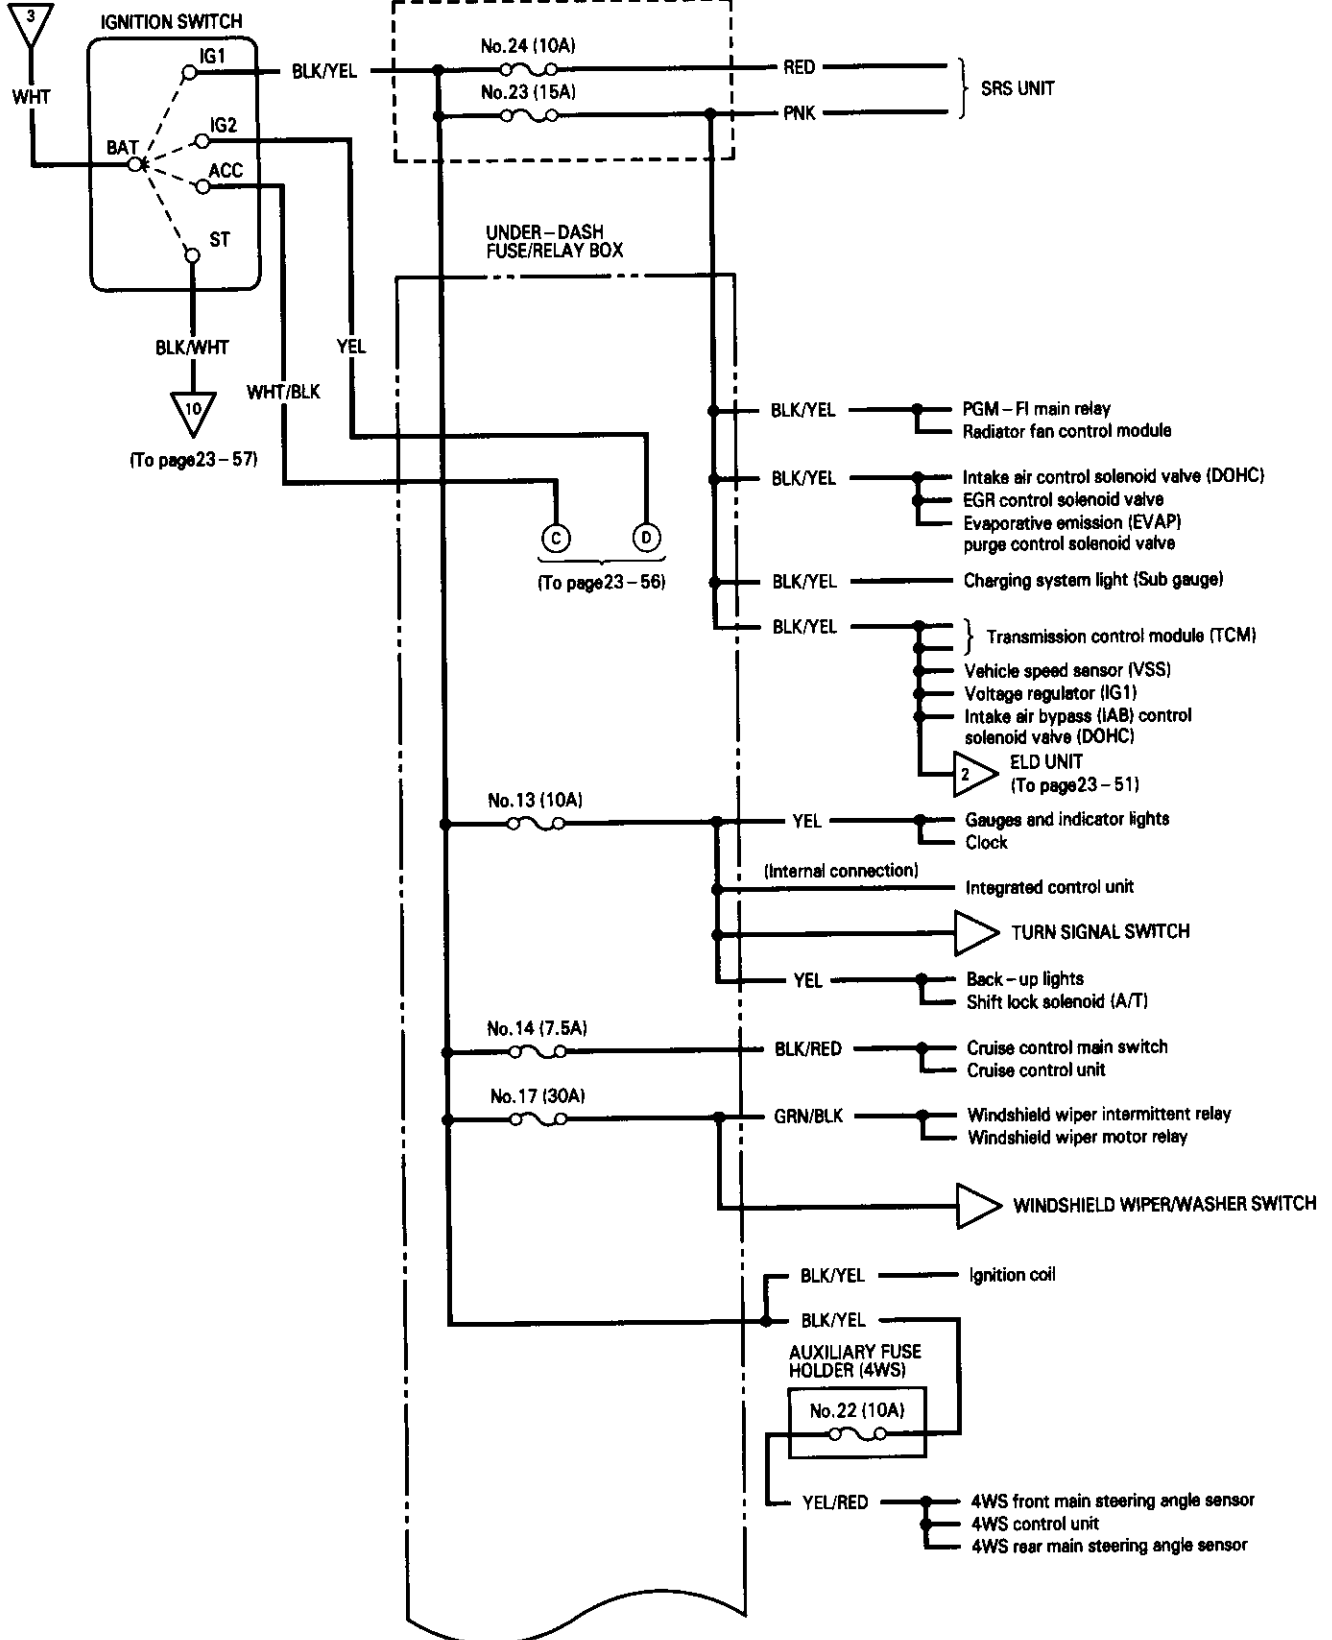 3
IGNITION SWITCH
IG1
BLK/YEL
No.24 (10A)
RED
No.23 (15A)
PNK
SRS UNIT
WHT
IG2
BAT
ACC
ST
UNDER-DASH
FUSE/RELAY BOX
BLK/WHT
YEL
WHT/BLK
10
(To page 23-57)
BLK/YEL
PGM-FI main relay
Radiator fan control module
BLK/YEL
Intake air control solenoid valve (DOHC)
EGR control solenoid valve
Evaporative emission (EVAP)
purge control solenoid valve
C
D
(To page 23-56)
BLK/YEL
Charging system light (Sub gauge)
BLK/YEL
Transmission control module (TCM)
Vehicle speed sensor (VSS)
Voltage regulator (IG1)
Intake air bypass (IAB) control
solenoid valve (DOHC)
2
ELD UNIT
(To page 23-51)
No.13 (10A)
YEL
Gauges and indicator lights
Clock
(Internal connection)
Integrated control unit
TURN SIGNAL SWITCH
YEL
Back-up lights
Shift lock solenoid (A/T)
No.14 (7.5A)
BLK/RED
Cruise control main switch
Cruise control unit
No.17 (30A)
GRN/BLK
Windshield wiper intermittent relay
Windshield wiper motor relay
WINDSHIELD WIPER/WASHER SWITCH
BLK/YEL
Ignition coil
BLK/YEL
AUXILIARY FUSE
HOLDER (4WS)
No.22 (10A)
YEL/RED
4WS front main steering angle sensor
4WS control unit
4WS rear main steering angle sensor